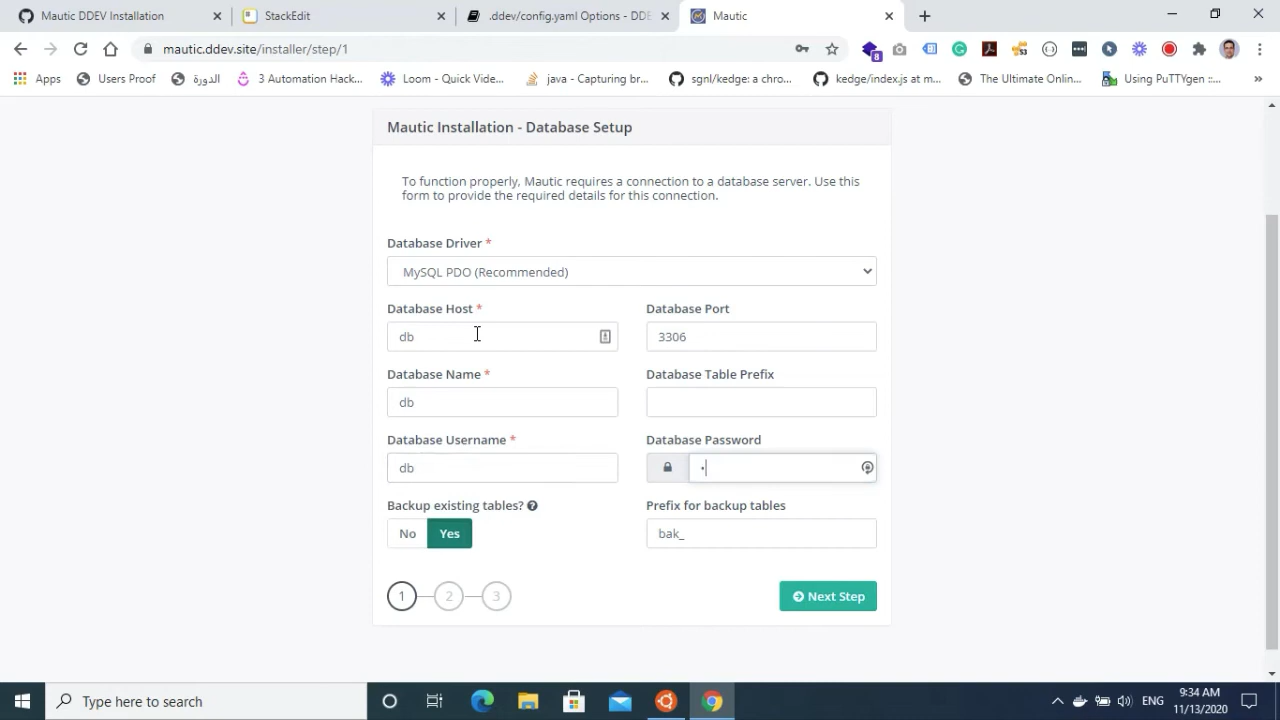 Mautic DDEV Installation
StackEdit
.ddev/config.yaml Options - DDE
Mautic
mautic.ddev.site/installer/step/1
8
Apps
Users Proof
الدورة
3 Automation Hack...
Loom - Quick Vide...
java - Capturing br...
sgnl/kedge: a chro...
kedge/index.js at m...
The Ultimate Onlin...
Using PuTTYgen ::...
»
Mautic Installation - Database Setup
To function properly, Mautic requires a connection to a database server. Use this
form to provide the required details for this connection.
Database Driver *
MySQL PDO (Recommended)
Database Host *
Database Port
db
3306
Database Name *
Database Table Prefix
db
Database Username *
Database Password
db
Backup existing tables?
Prefix for backup tables
No
Yes
bak_
1
2
3
Next Step
Type here to search
ENG
9:34 AM
11/13/2020